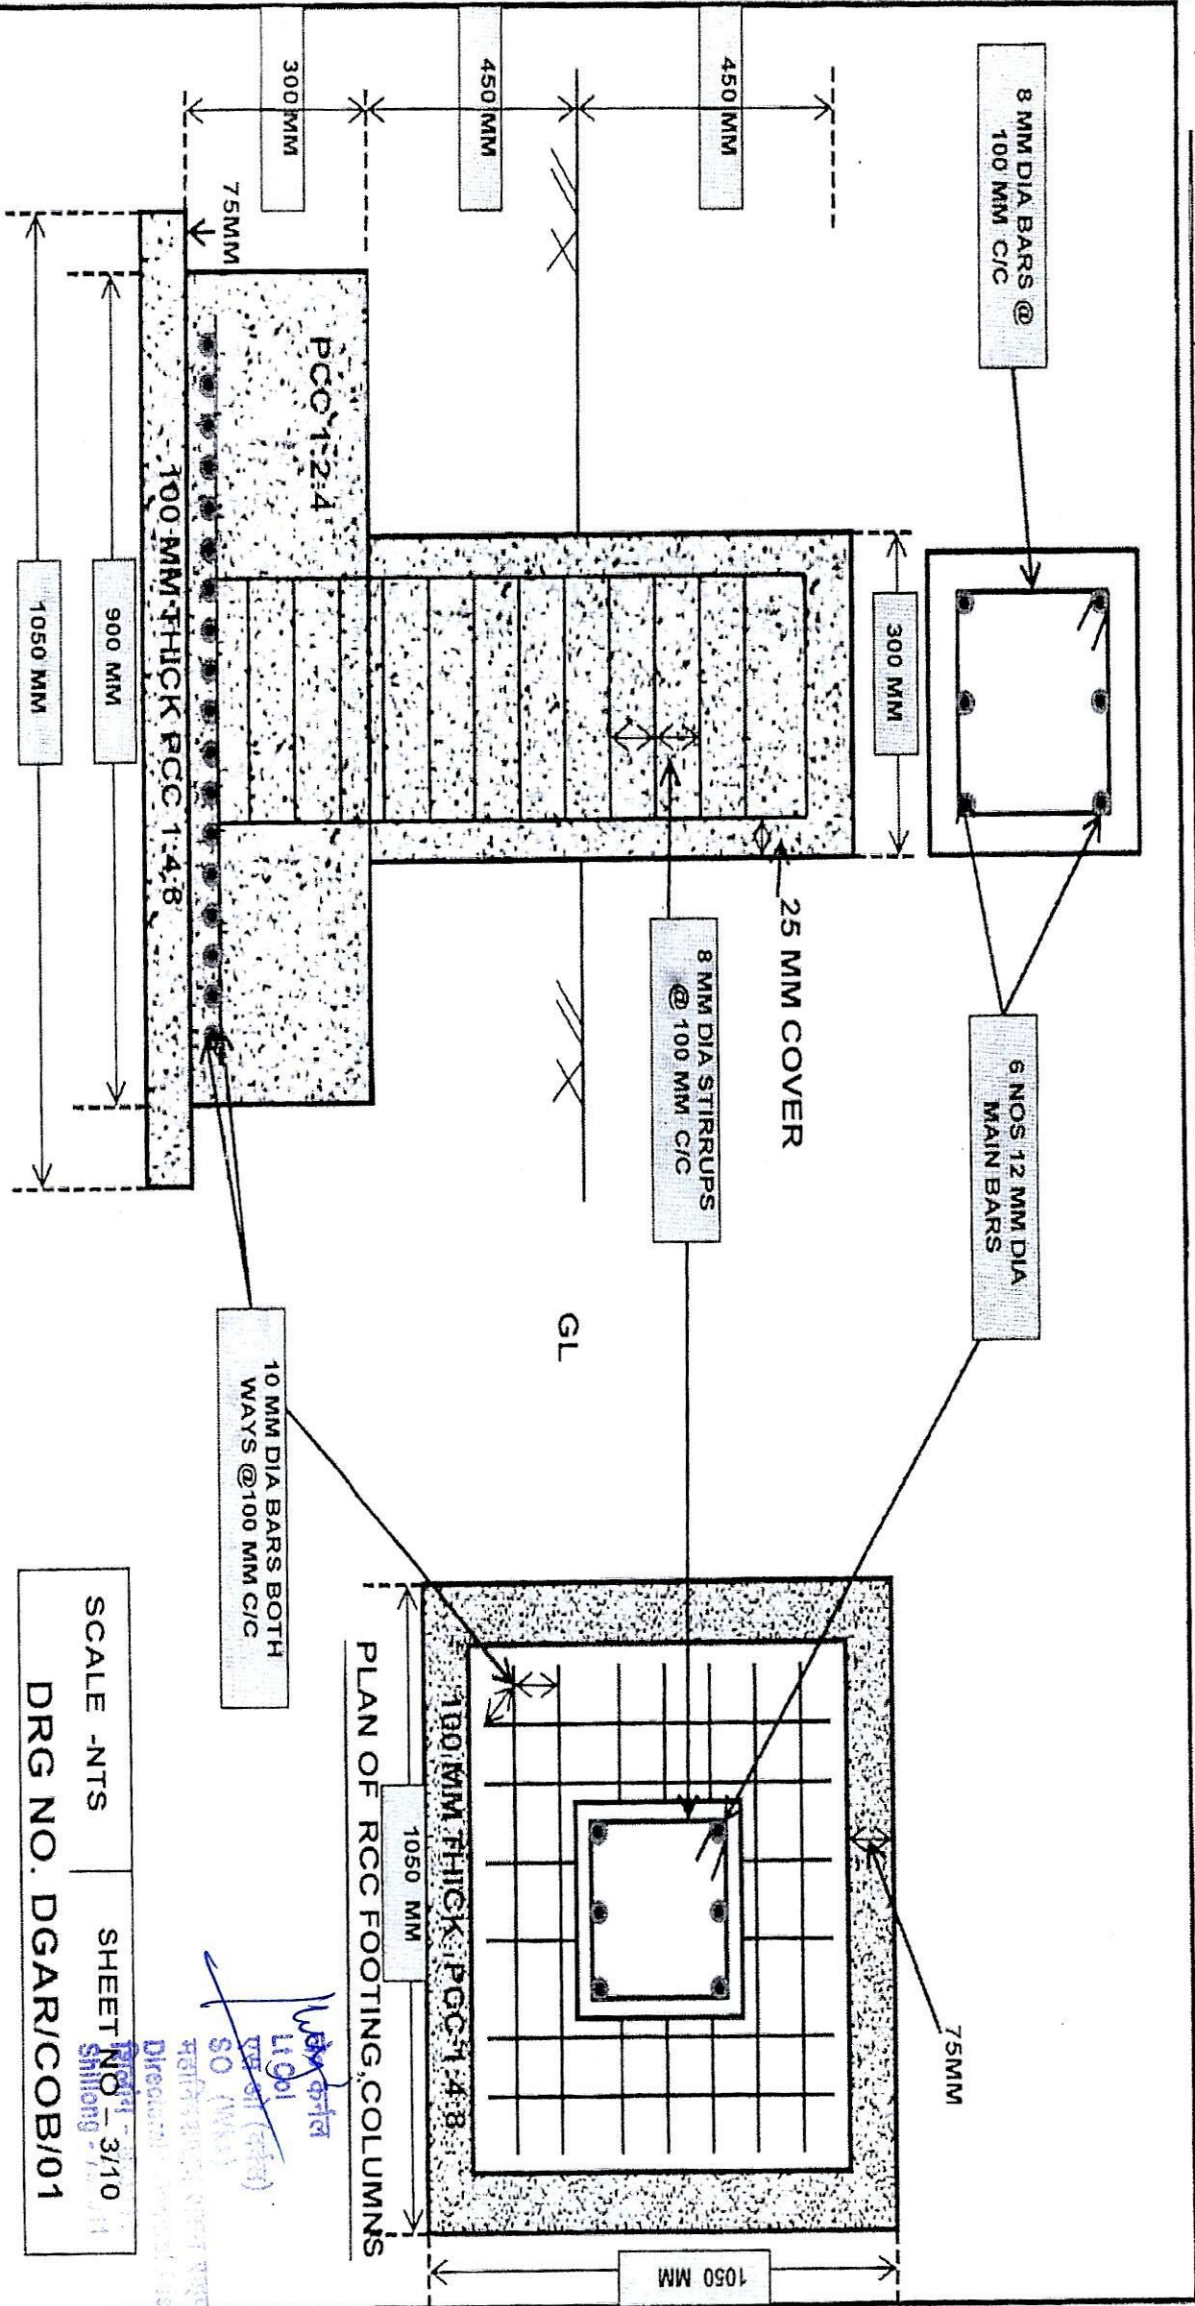 8 MM DIA BARS @
100 MM C/C
6 NOS 12 MM DIA
MAIN BARS
450 MM
450 MM
300 MM
300 MM
25 MM COVER
8 MM DIA STIRRUPS
@ 100 MM C/C
GL
75MM
PCC 1:2:4
100 MM THICK PCC 1:4:8
900 MM
1050 MM
10 MM DIA BARS BOTH
WAYS @100 MM C/C
75MM
100 MM THICK PCC 1:4:8
1050 MM
1050 MM
PLAN OF RCC FOOTING,COLUMNS
Lt Col
SO
Shillong
SCALE -NTS
SHEET NO - 3/10
DRG NO. DGAR/COB/01